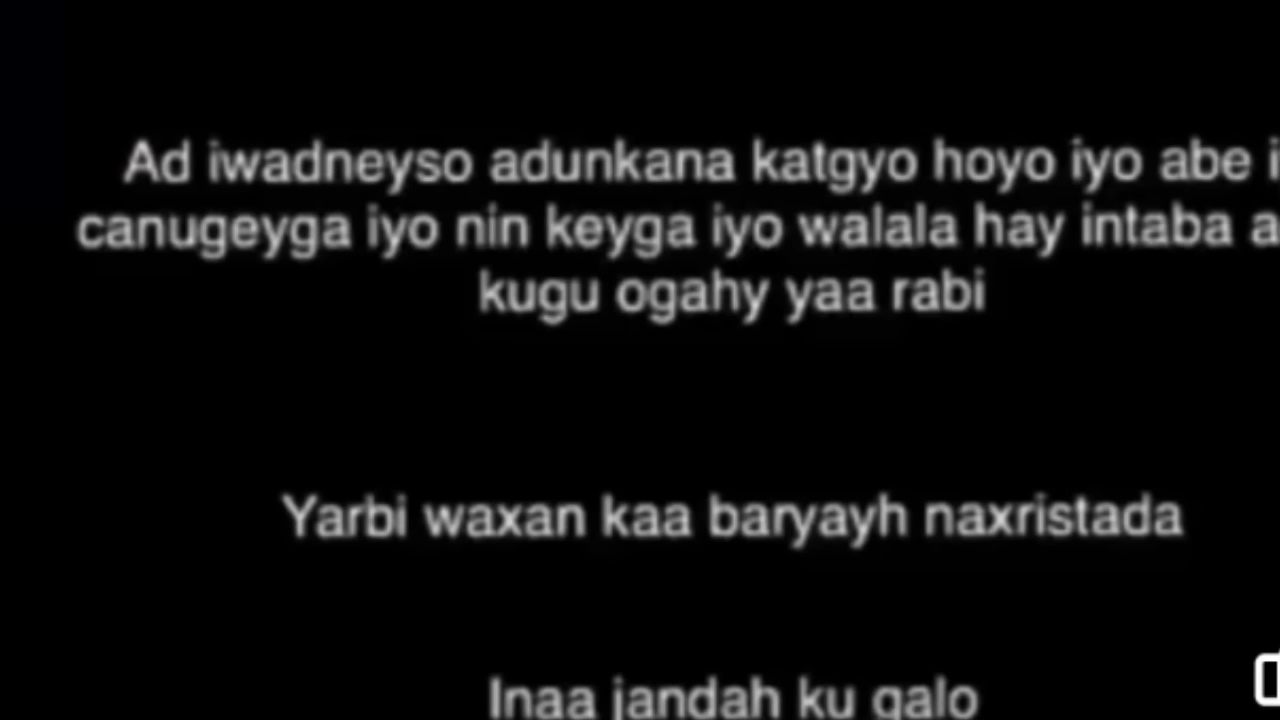 Ad iwadneyso adunkana katgyo hoyo iyo abe
canugeyga iyo nin keyga iyo walala hay intaba
kugu ogahy yaa rabi
Yarbi waxan kaa baryayh naxristada
Inaa jandah ku galo